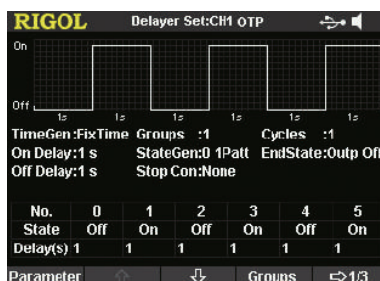 RIGOL Delayer Set:CH1 OTP
On
Off
1s 1s 1s 1s 1s 1s
TimeGen:FixTime Groups :1 Cycles :1
On Delay:1 s StateGen:0 1Patt EndState:Outp Off
Off Delay:1 s Stop Con:None
No. 0 1 2 3 4 5
State Off On Off On Off On
Delay(s) 1 1 1 1 1 1
Parameter Groups 1/3